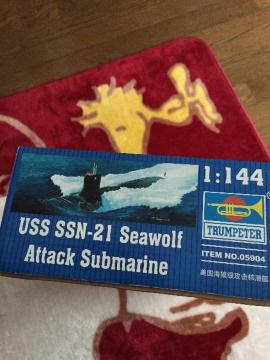 1:144
USS SSN-21 Seawolf
Attack Submarine
TRUMPETER
ITEM NO.05904
美国海狼级攻击核潜艇